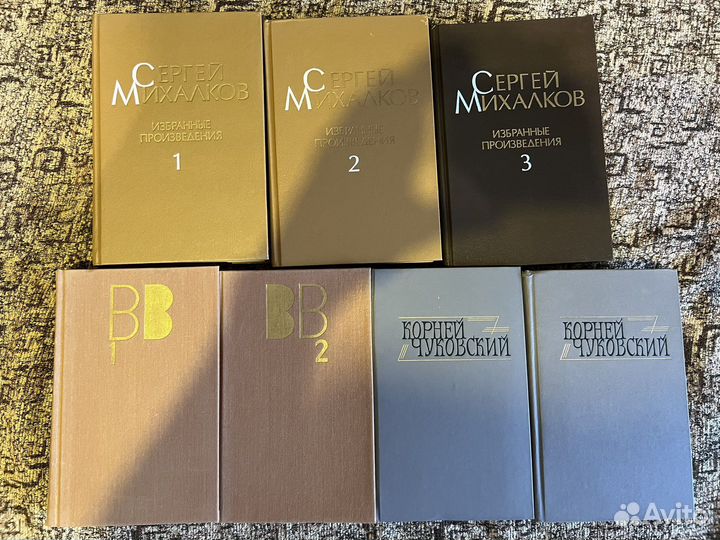 СЕРГЕЙ
МИХАЛКОВ
ИЗБРАННЫЕ
ПРОИЗВЕДЕНИЯ
1
СЕРГЕЙ
МИХАЛКОВ
ИЗБРАННЫЕ
ПРОИЗВЕДЕНИЯ
2
СЕРГЕЙ
МИХАЛКОВ
ИЗБРАННЫЕ
ПРОИЗВЕДЕНИЯ
3
ВВ
1
ВВ
2
КОРНЕЙ
ЧУКОВСКИЙ
КОРНЕЙ
ЧУКОВСКИЙ
Avito